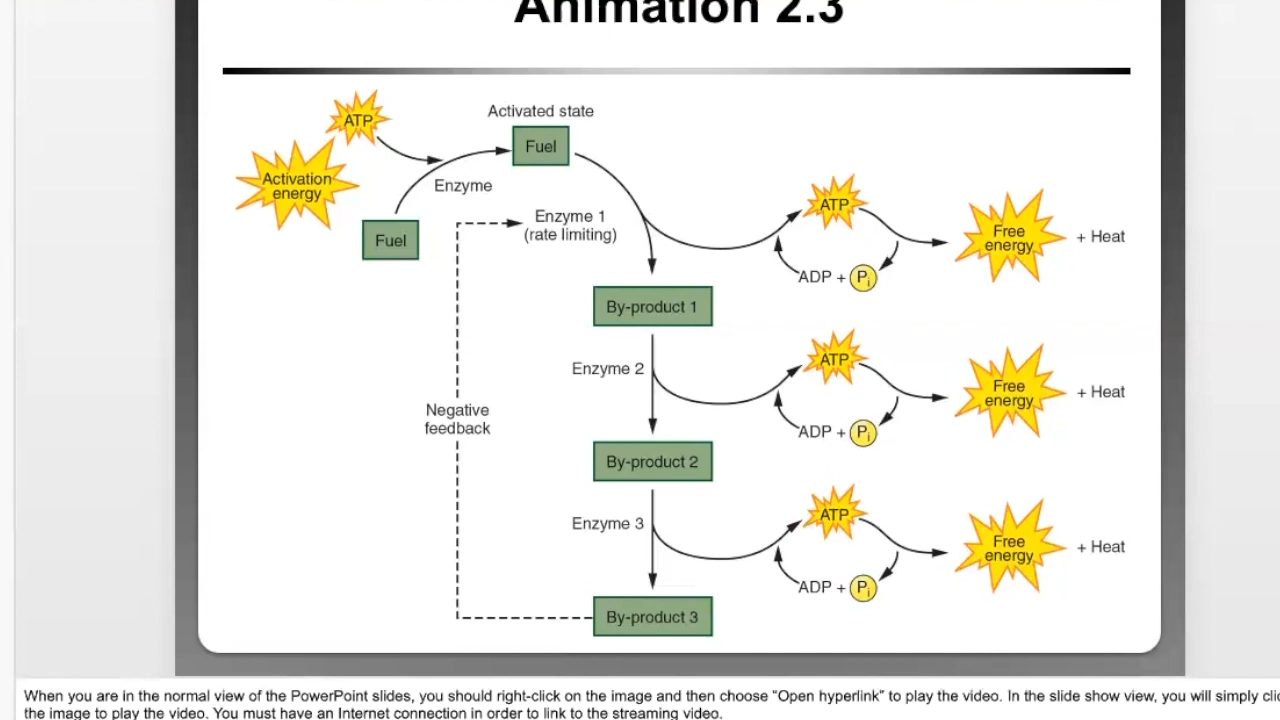 Animation 2.3
Activated state
ATP
Fuel
Activation
energy
Enzyme
Fuel
Enzyme 1
(rate limiting)
ATP
Free
energy
+ Heat
ADP + Pi
By-product 1
Enzyme 2
ATP
Free
energy
+ Heat
ADP + Pi
Negative
feedback
By-product 2
Enzyme 3
ATP
Free
energy
+ Heat
ADP + Pi
By-product 3
When you are in the normal view of the PowerPoint slides, you should right-click on the image and then choose "Open hyperlink" to play the video. In the slide show view, you will simply
the image to play the video. You must have an Internet connection in order to link to the streaming video.